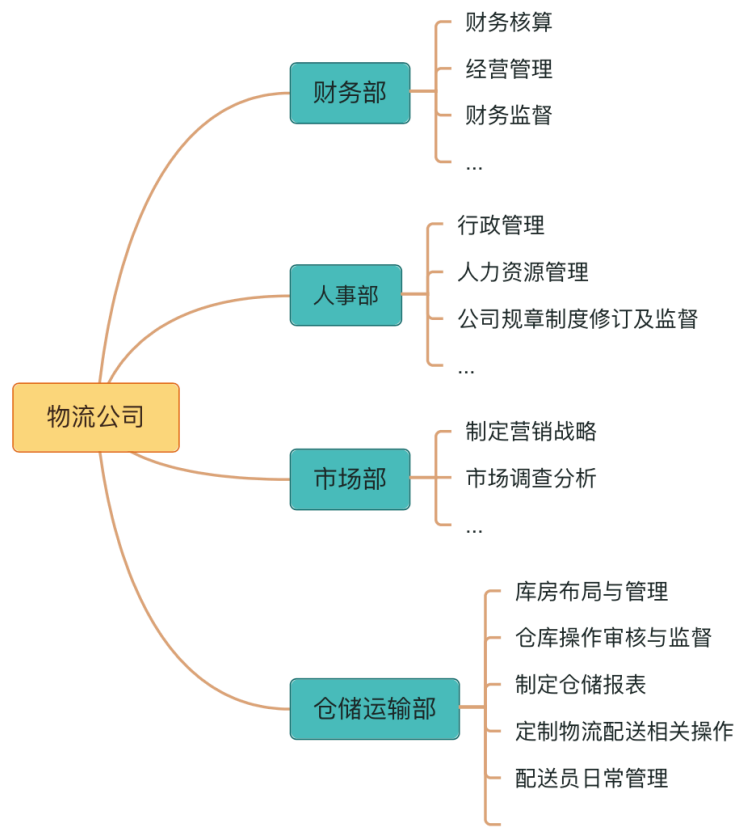 物流公司
财务部
财务核算
经营管理
财务监督
...
人事部
行政管理
人力资源管理
公司规章制度修订及监督
...
市场部
制定营销战略
市场调查分析
...
仓储运输部
库房布局与管理
仓库操作审核与监督
制定仓储报表
定制物流配送相关操作
配送员日常管理